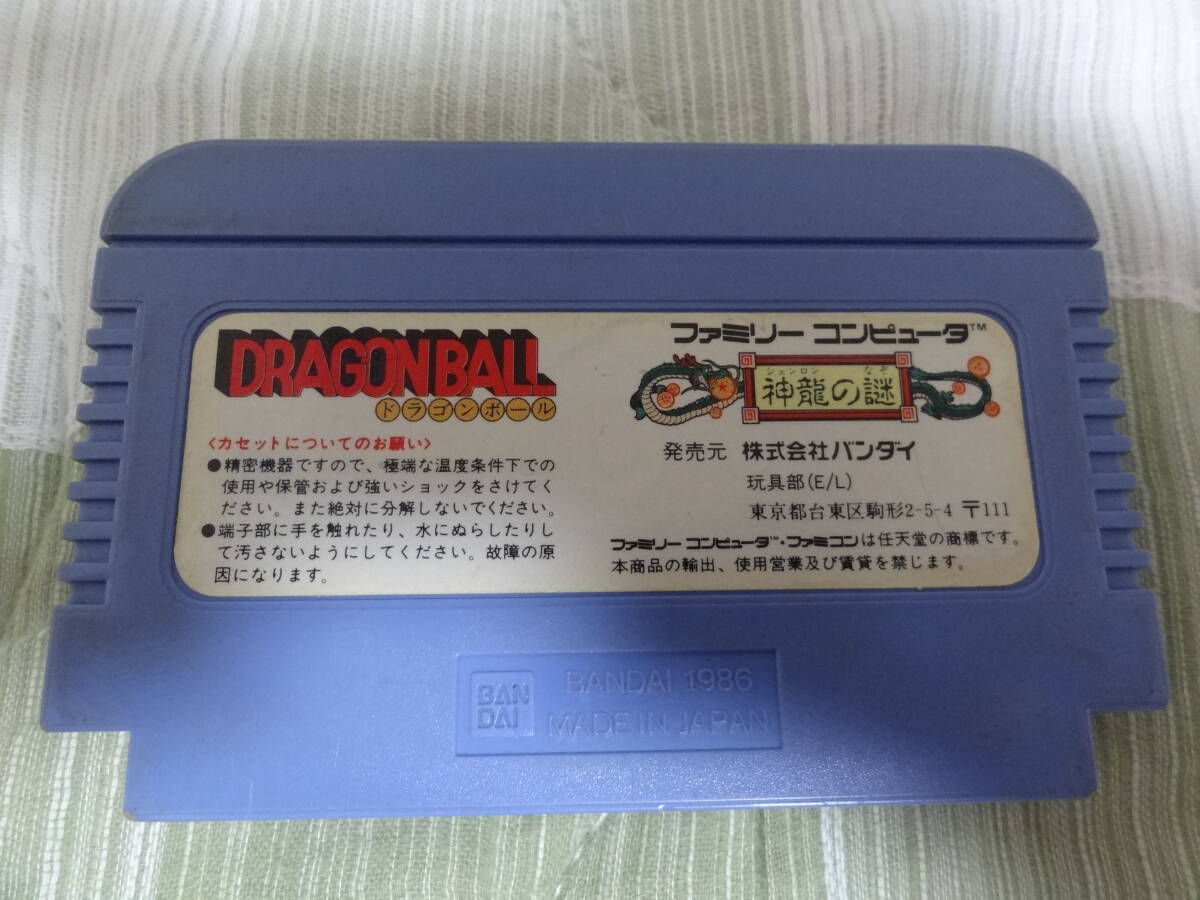 DRAGONBALL
ドラゴンボール
〈カセットについてのお願い〉
●精密機器ですので、極端な温度条件下での
使用や保管および強いショックをさけてく
ださい。また絶対に分解しないでください。
●端子部に手を触れたり、水にぬらしたりし
て汚さないようにしてください。故障の原
因になります。
ファミリー コンピュータ™
シェンロン なぞ
神龍の謎
発売元 株式会社バンダイ
玩具部(E/L)
東京都台東区駒形2-5-4 〒111
ファミリー コンピュータ™・ファミコンは任天堂の商標です。
本商品の輸出、使用営業及び賃貸を禁じます。
BAN
DAI
BANDAI 1986
MADE IN JAPAN